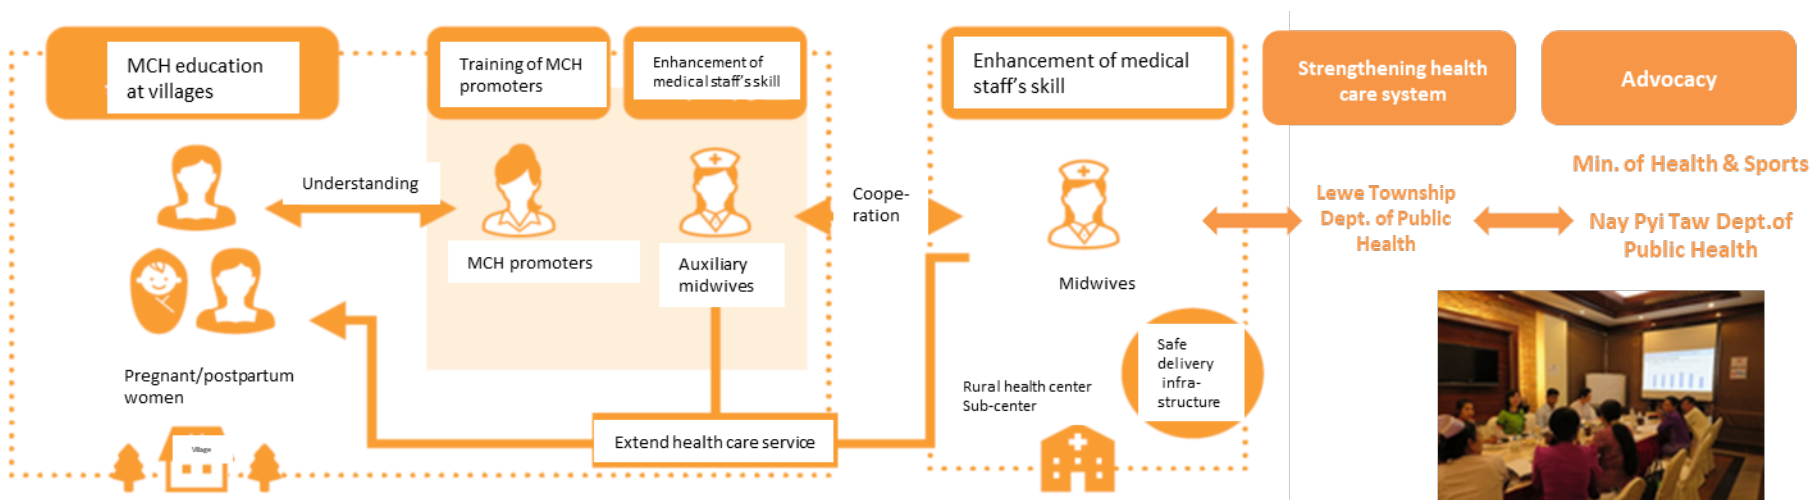 MCH education
at villages
Training of MCH
promoters
Enhancement of
medical staff's skill
Enhancement of medical
staff's skill
Strengthening health
care system
Advocacy
Understanding
MCH promoters
Auxiliary
midwives
Coope-
ration
Midwives
Lewe Township
Dept. of Public
Health
Min. of Health & Sports
Nay Pyi Taw Dept.of
Public Health
Pregnant/postpartum
women
Village
Extend health care service
Rural health center
Sub-center
Safe
delivery
infra-
structure